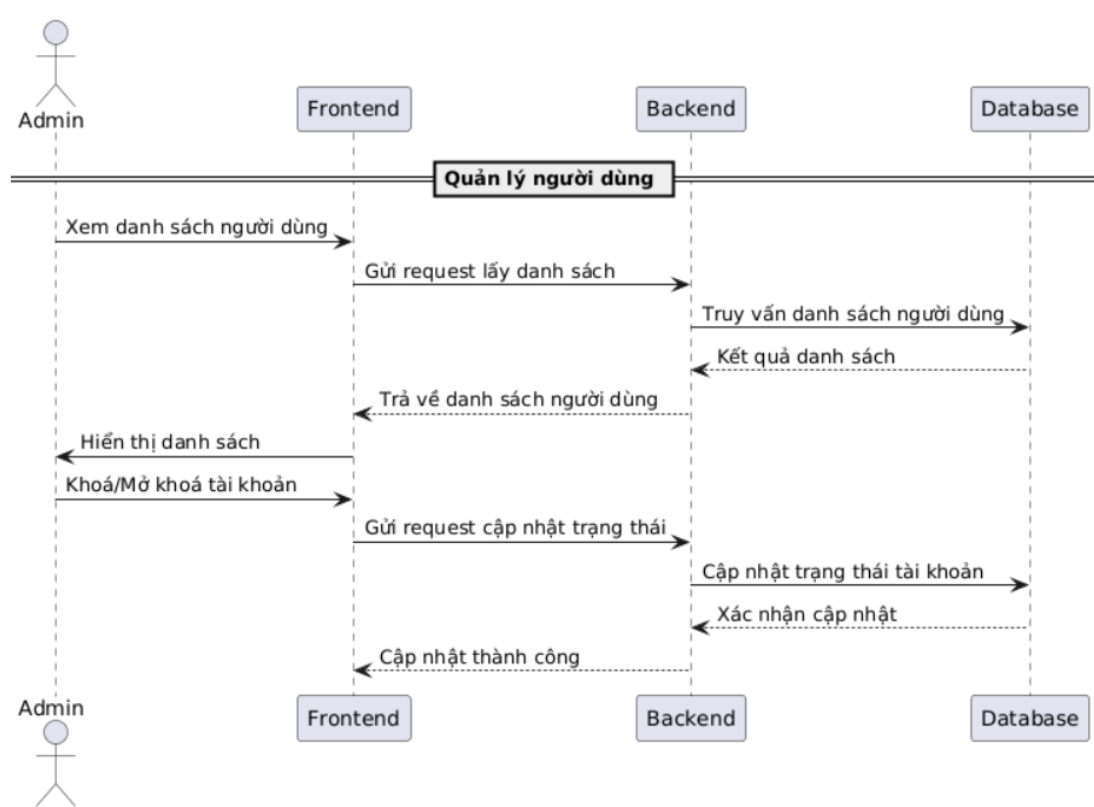 Admin
Frontend
Backend
Database
Quản lý người dùng
Xem danh sách người dùng
Gửi request lấy danh sách
Truy vấn danh sách người dùng
Kết quả danh sách
Trả về danh sách người dùng
Hiển thị danh sách
Khoá/Mở khoá tài khoản
Gửi request cập nhật trạng thái
Cập nhật trạng thái tài khoản
Xác nhận cập nhật
Cập nhật thành công
Admin
Frontend
Backend
Database